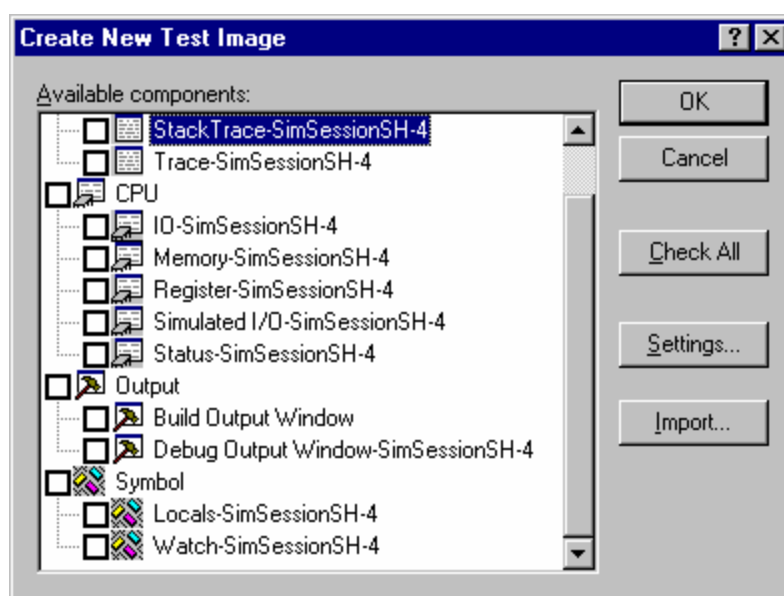 Create New Test Image
Available components:
StackTrace-SimSessionSH-4
Trace-SimSessionSH-4
CPU
IO-SimSessionSH-4
Memory-SimSessionSH-4
Register-SimSessionSH-4
Simulated I/O-SimSessionSH-4
Status-SimSessionSH-4
Output
Build Output Window
Debug Output Window-SimSessionSH-4
Symbol
Locals-SimSessionSH-4
Watch-SimSessionSH-4
OK
Cancel
Check All
Settings...
Import...